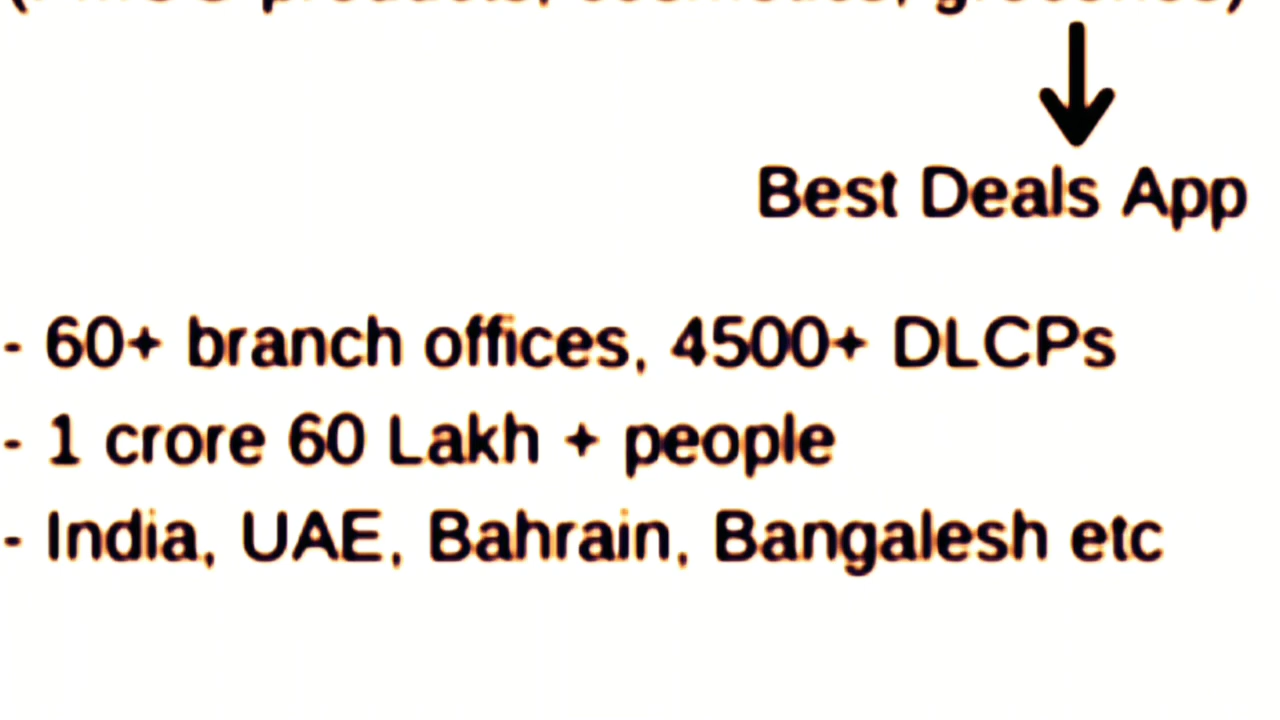 Best Deals App
- 60+ branch offices, 4500+ DLCPs
- 1 crore 60 Lakh + people
- India, UAE, Bahrain, Bangalesh etc